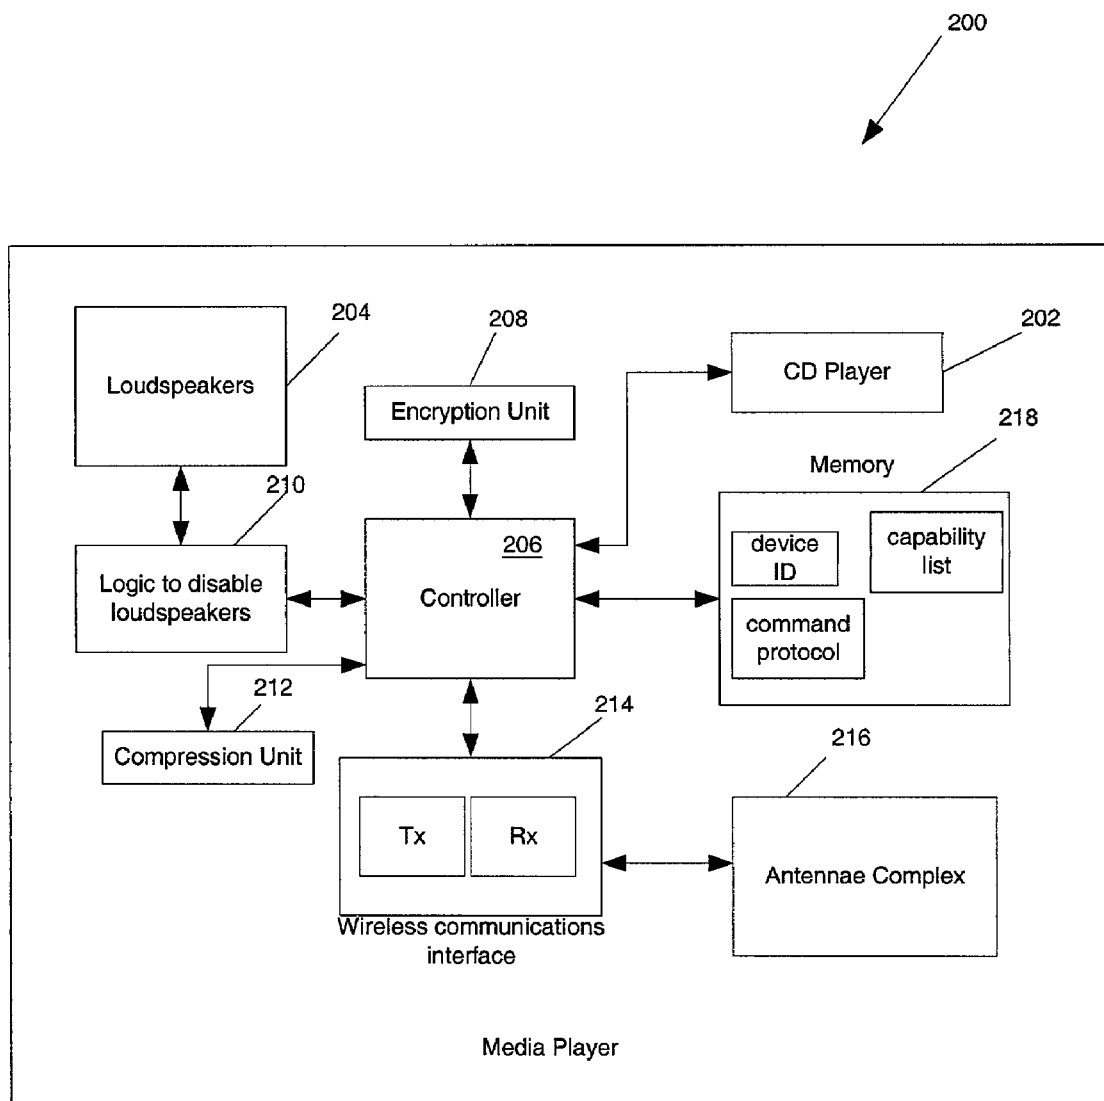 200
204
208
202
Loudspeakers
Encryption Unit
CD Player
218
Memory
210
206
Controller
device
ID
capability
list
Logic to disable
loudspeakers
command
protocol
212
214
Compression Unit
216
Tx
Rx
Antennae Complex
Wireless communications
interface
Media Player